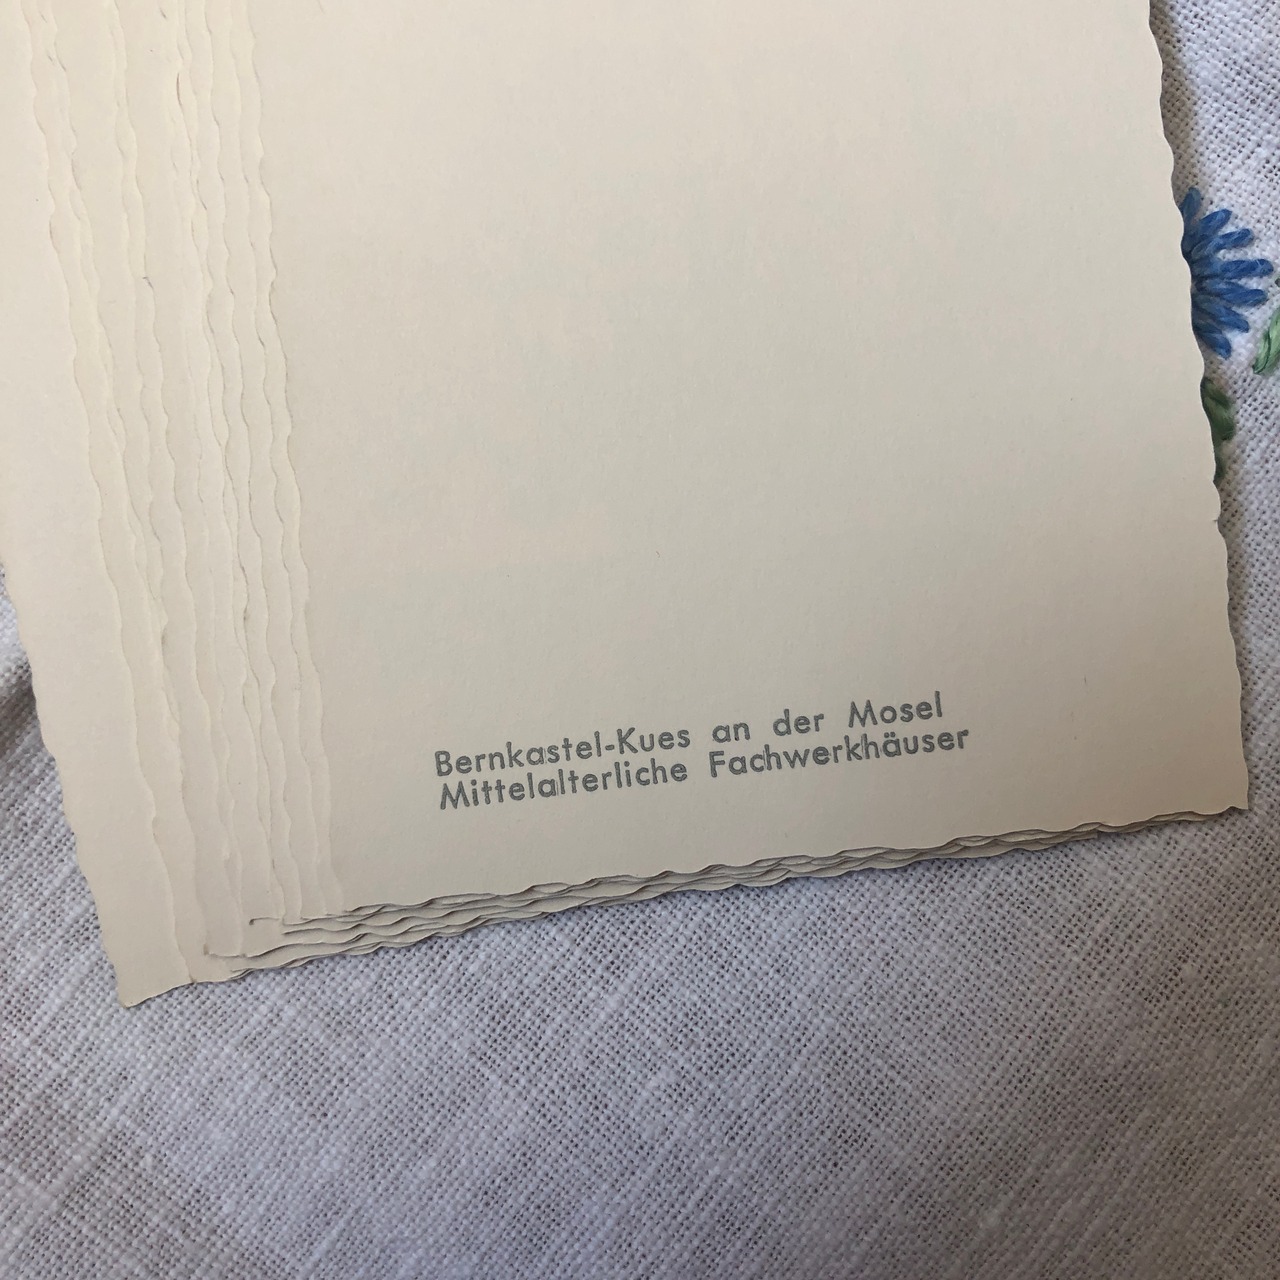 Bernkastel-Kues an der Mosel
Mittelalterliche Fachwerkhäuser